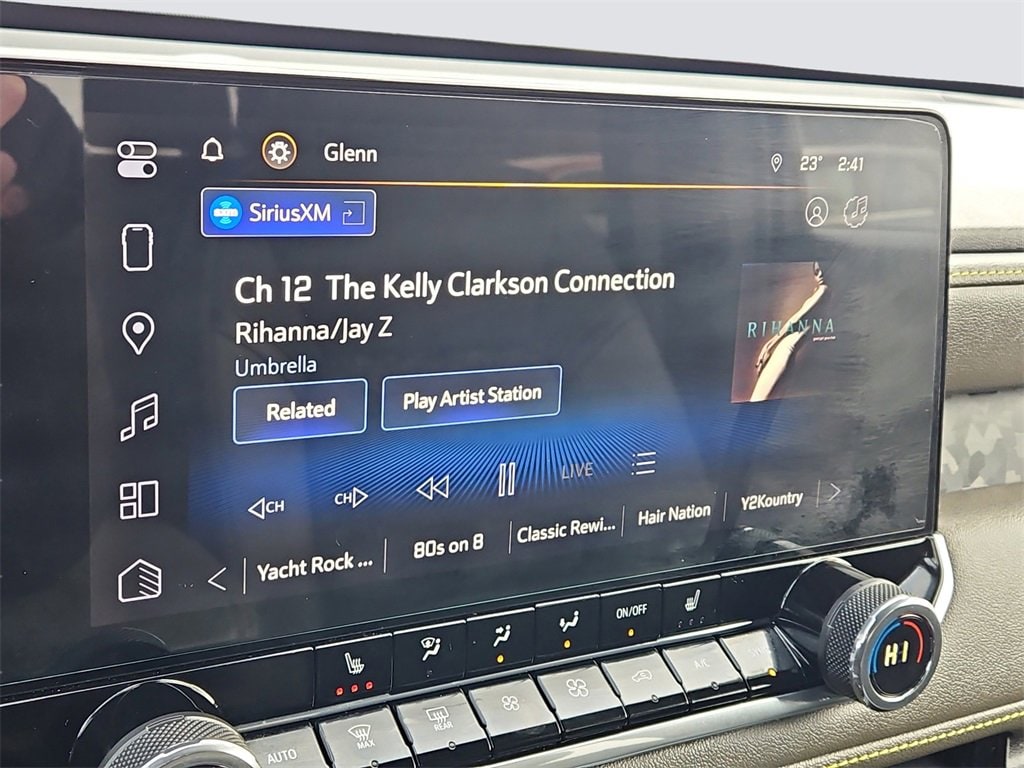 Glenn
23° 2:41
SiriusXM
Ch 12 The Kelly Clarkson Connection
Rihanna/Jay Z
Umbrella
RIHANNA
Related
Play Artist Station
CH
CH
LIVE
Yacht Rock ...
80s on 8
Classic Rewi...
Hair Nation
Y2Kountry
ON/OFF
HI
AUTO
MAX
REAR
A/C
SYNC